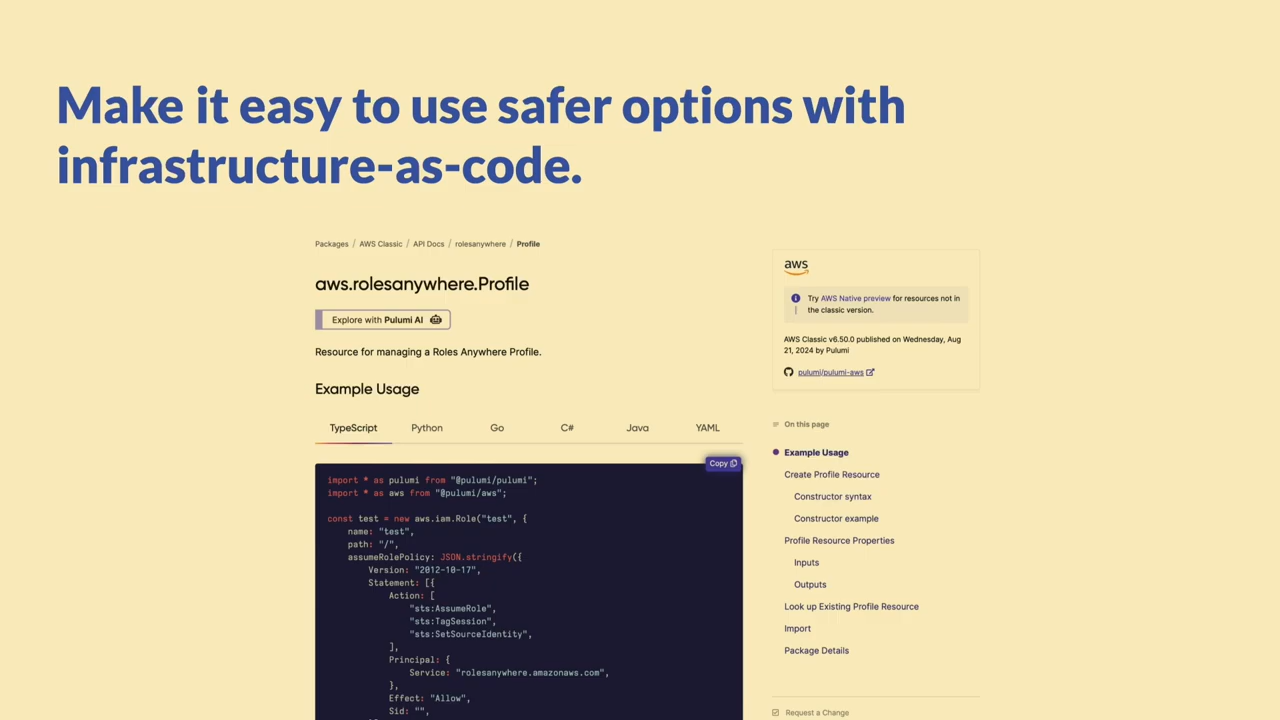 Make it easy to use safer options with
infrastructure-as-code.
Packages / AWS Classic / API Docs / rolesanywhere / Profile
aws.rolesanywhere.Profile
Explore with Pulumi AI
Resource for managing a Roles Anywhere Profile.
Example Usage
TypeScript Python Go C# Java YAML
Copy
import * as pulumi from "@pulumi/pulumi";
import * as aws from "@pulumi/aws";
const test = new aws.iam.Role("test", {
    name: "test",
    path: "/",
    assumeRolePolicy: JSON.stringify({
        Version: "2012-10-17",
        Statement: [{
            Action: [
                "sts:AssumeRole",
                "sts:TagSession",
                "sts:SetSourceIdentity",
            ],
            Principal: {
                Service: "rolesanywhere.amazonaws.com",
            },
            Effect: "Allow",
            Sid: "",
aws
Try AWS Native preview for resources not in
the classic version.
AWS Classic v6.50.0 published on Wednesday, Aug
21, 2024 by Pulumi
pulumi/pulumi-aws
On this page
Example Usage
Create Profile Resource
Constructor syntax
Constructor example
Profile Resource Properties
Inputs
Outputs
Look up Existing Profile Resource
Import
Package Details
Request a Change